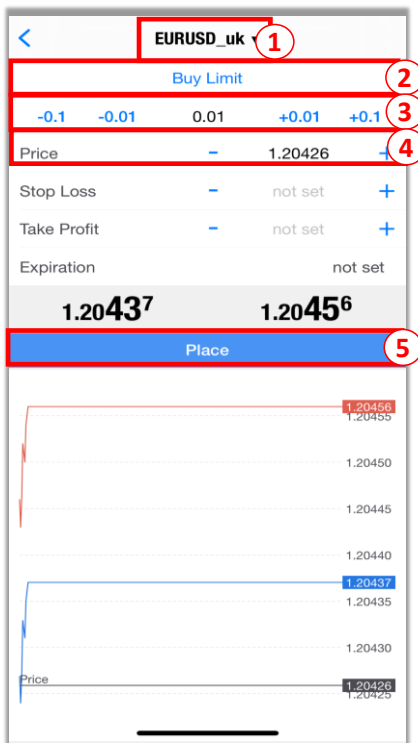 < EURUSD_uk ▾ 1
Buy Limit 2
-0.1 -0.01 0.01 +0.01 +0.1 3
Price - 1.20426 + 4
Stop Loss - not set +
Take Profit - not set +
Expiration not set
1.20437 1.20456
Place 5
1.20456
1.20455
1.20450
1.20445
1.20440
1.20437
1.20435
1.20430
Price 1.20426
1.20425